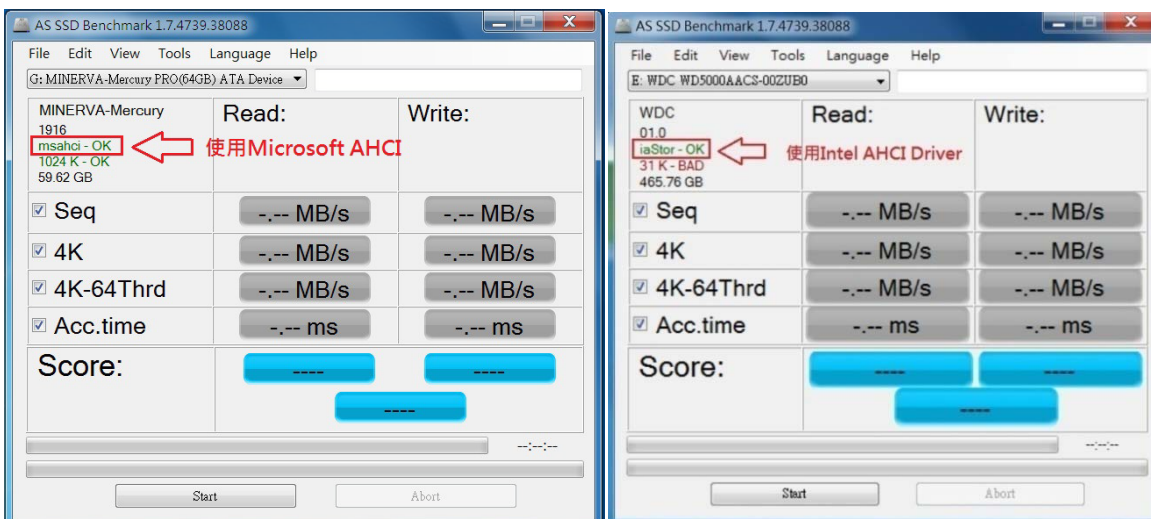 AS SSD Benchmark 1.7.4739.38088
File Edit View Tools Language Help
G: MINERVA-Mercury PRO(64GB) ATA Device
MINERVA-Mercury
1916
msahci - OK
1024 K - OK
59.62 GB
使用Microsoft AHCI
Read: Write:
Seq -.-- MB/s -.-- MB/s
4K -.-- MB/s -.-- MB/s
4K-64Thrd -.-- MB/s -.-- MB/s
Acc.time -.-- ms -.-- ms
Score: ---- ----
----
--:--:--
Start Abort
AS SSD Benchmark 1.7.4739.38088
File Edit View Tools Language Help
E: WDC WD5000AACS-00ZUB0
WDC
01.0
iaStor - OK
31 K - BAD
465.76 GB
使用Intel AHCI Driver
Read: Write:
Seq -.-- MB/s -.-- MB/s
4K -.-- MB/s -.-- MB/s
4K-64Thrd -.-- MB/s -.-- MB/s
Acc.time -.-- ms -.-- ms
Score: ---- ----
----
--:--:--
Start Abort